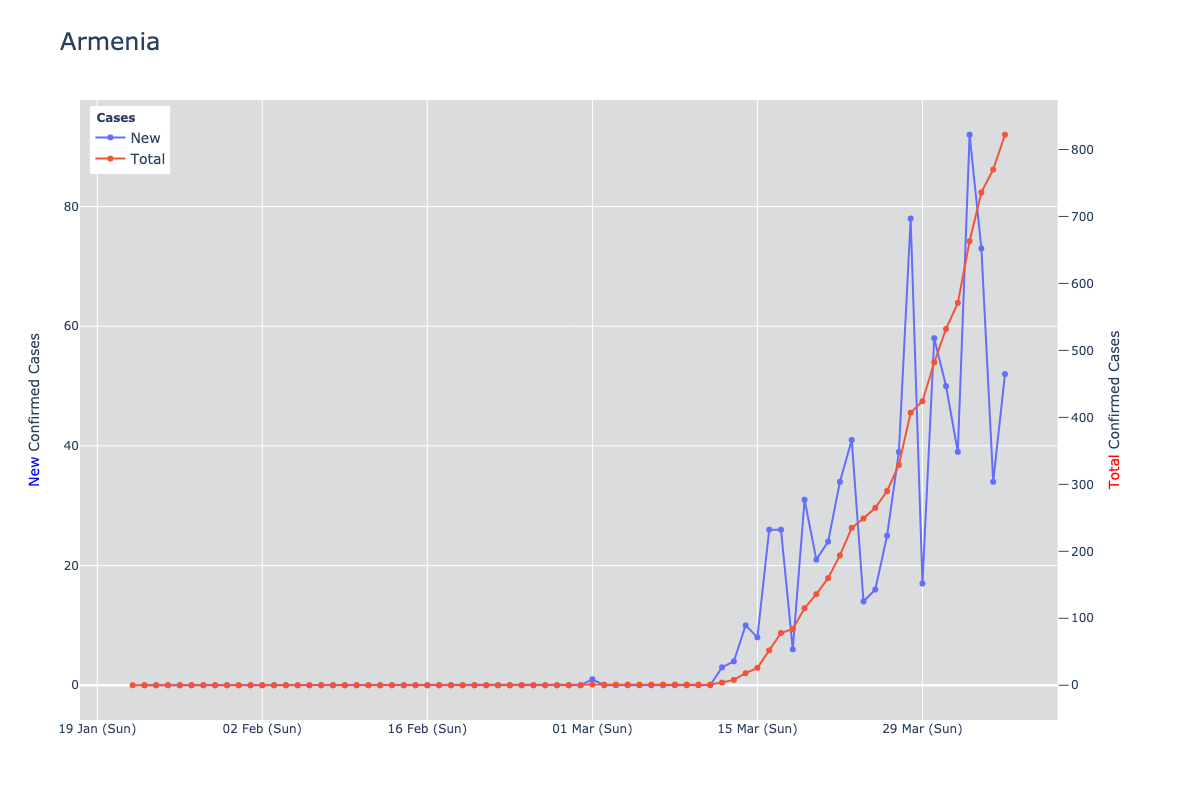 Armenia
Cases
New
Total
80
60
40
20
0
800
700
600
500
400
300
200
100
0
New Confirmed Cases
Total Confirmed Cases
19 Jan (Sun)
02 Feb (Sun)
16 Feb (Sun)
01 Mar (Sun)
15 Mar (Sun)
29 Mar (Sun)